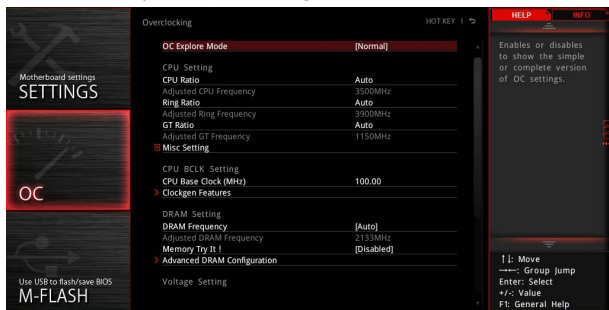 Motherboard settings
SETTINGS
OC
Use USB to flash/save BIOS
M-FLASH
Overclocking
HOT KEY |
OC Explore Mode [Normal]
CPU Setting
CPU Ratio Auto
Adjusted CPU Frequency 3500MHz
Ring Ratio Auto
Adjusted Ring Frequency 3900MHz
GT Ratio Auto
Adjusted GT Frequency 1150MHz
Misc Setting
CPU BCLK Setting
CPU Base Clock (MHz) 100.00
Clockgen Features
DRAM Setting
DRAM Frequency [Auto]
Adjusted DRAM Frequency 2133MHz
Memory Try It ! [Disabled]
Advanced DRAM Configuration
Voltage Setting
HELP
INFO
Enables or disables
to show the simple
or complete version
of OC settings.
↑↓: Move
→←: Group Jump
Enter: Select
+/-: Value
F1: General Help